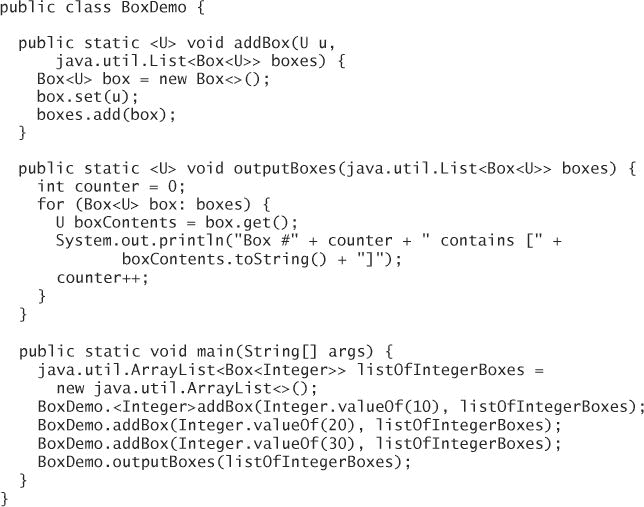 public class BoxDemo {

  public static <U> void addBox(U u,
      java.util.List<Box<U>> boxes) {
    Box<U> box = new Box<>();
    box.set(u);
    boxes.add(box);
  }

  public static <U> void outputBoxes(java.util.List<Box<U>> boxes) {
    int counter = 0;
    for (Box<U> box: boxes) {
      U boxContents = box.get();
      System.out.println("Box #" + counter + " contains [" +
             boxContents.toString() + "]");
      counter++;
    }
  }

  public static void main(String[] args) {
    java.util.ArrayList<Box<Integer>> listOfIntegerBoxes =
      new java.util.ArrayList<>();
    BoxDemo.<Integer>addBox(Integer.valueOf(10), listOfIntegerBoxes);
    BoxDemo.addBox(Integer.valueOf(20), listOfIntegerBoxes);
    BoxDemo.addBox(Integer.valueOf(30), listOfIntegerBoxes);
    BoxDemo.outputBoxes(listOfIntegerBoxes);
  }
}